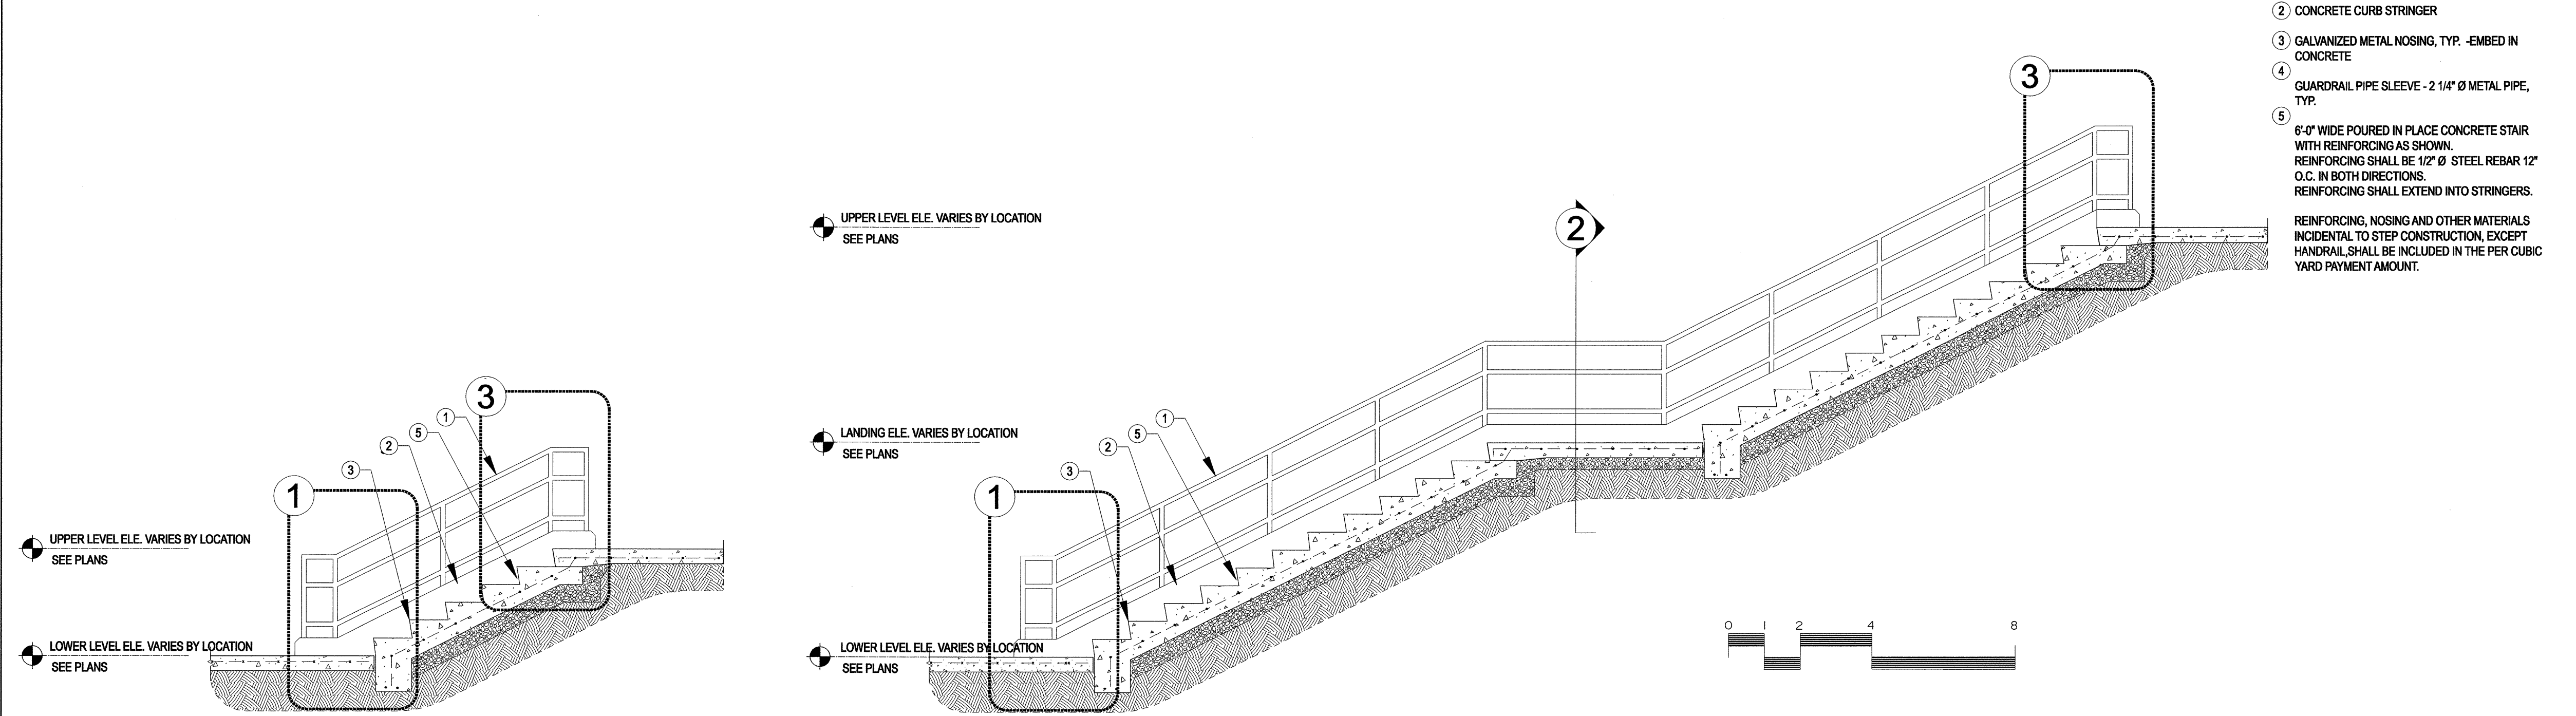 2 CONCRETE CURB STRINGER
3 GALVANIZED METAL NOSING, TYP. -EMBED IN
CONCRETE
4
GUARDRAIL PIPE SLEEVE - 2 1/4" Ø METAL PIPE,
TYP.
5
6'-0" WIDE POURED IN PLACE CONCRETE STAIR
WITH REINFORCING AS SHOWN.
REINFORCING SHALL BE 1/2" Ø STEEL REBAR 12"
O.C. IN BOTH DIRECTIONS.
REINFORCING SHALL EXTEND INTO STRINGERS.
REINFORCING, NOSING AND OTHER MATERIALS
INCIDENTAL TO STEP CONSTRUCTION, EXCEPT
HANDRAIL,SHALL BE INCLUDED IN THE PER CUBIC
YARD PAYMENT AMOUNT.
3
UPPER LEVEL ELE. VARIES BY LOCATION
SEE PLANS
2
LANDING ELE. VARIES BY LOCATION
SEE PLANS
1
5
2
3
1
LOWER LEVEL ELE. VARIES BY LOCATION
SEE PLANS
0 1 2 4 8
3
1
5
2
3
1
UPPER LEVEL ELE. VARIES BY LOCATION
SEE PLANS
LOWER LEVEL ELE. VARIES BY LOCATION
SEE PLANS